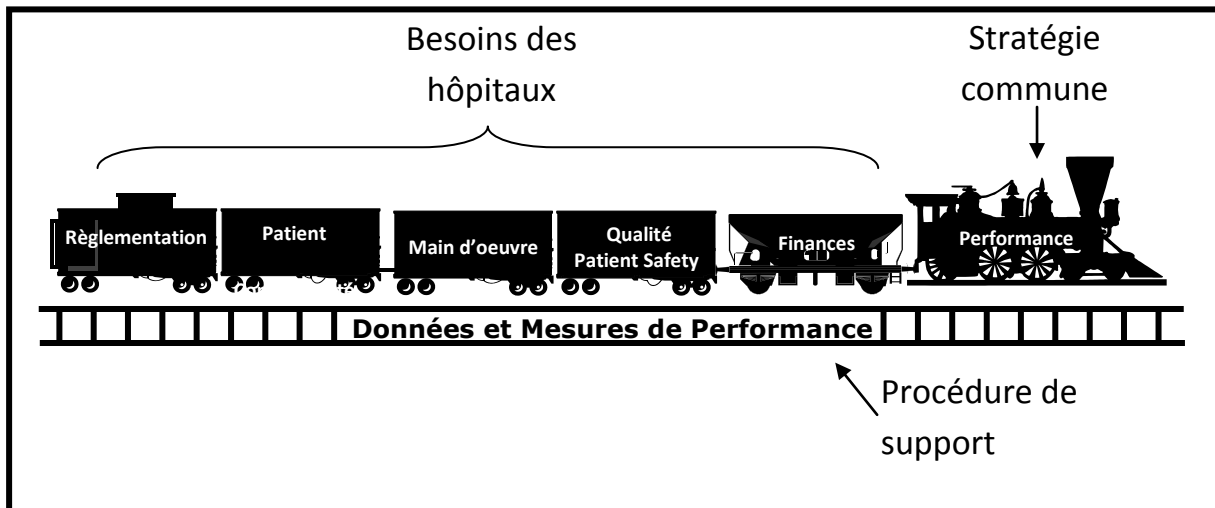 Besoins des
hôpitaux
Stratégie
commune
Règlementation
Patient
Main d'oeuvre
Qualité
Patient Safety
Finances
Performance
Données et Mesures de Performance
Procédure de
support